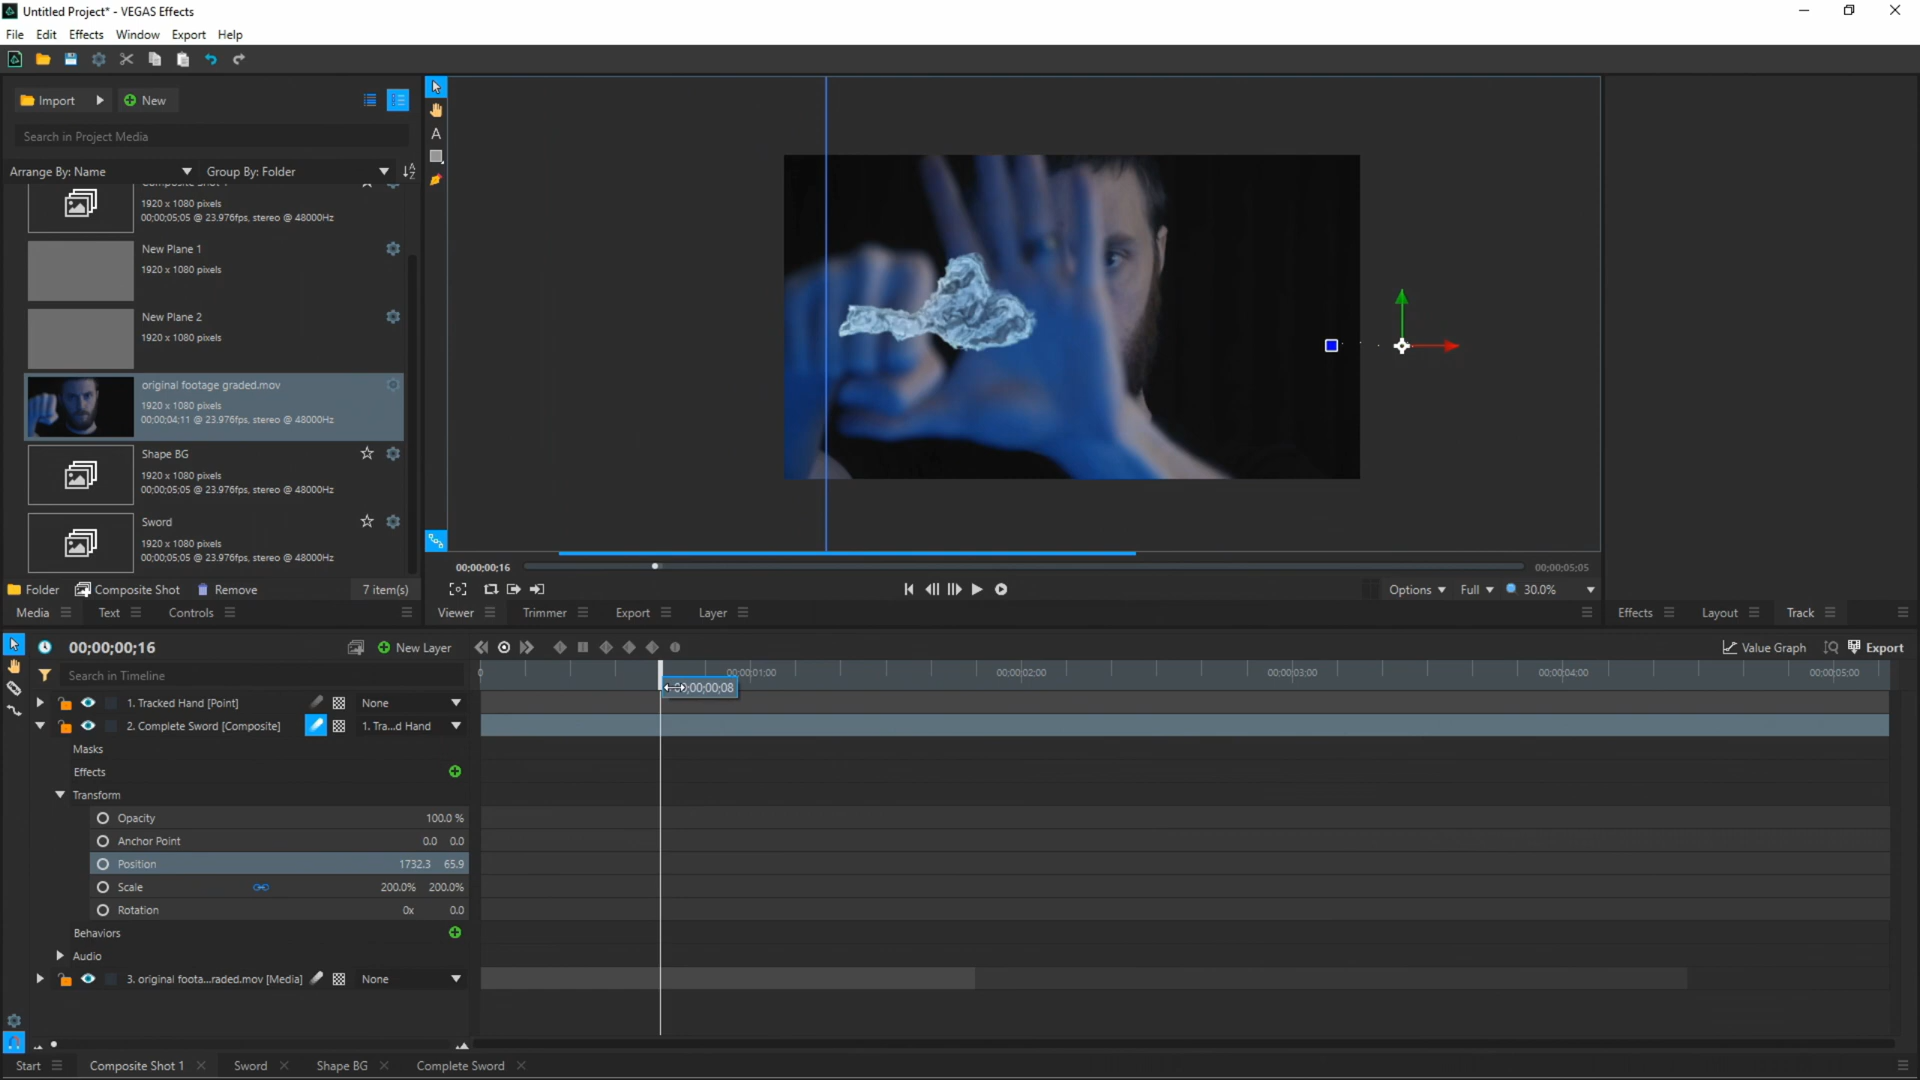 Untitled Project* - VEGAS Effects
File Edit Effects Window Export Help
Import New
Search in Project Media
Arrange By: Name Group By: Folder
1920 x 1080 pixels
00;00;05;05 @ 23.976fps, stereo @ 48000Hz
New Plane 1
1920 x 1080 pixels
New Plane 2
1920 x 1080 pixels
original footage graded.mov
1920 x 1080 pixels
00;00;04;11 @ 23.976fps, stereo @ 48000Hz
Shape BG
1920 x 1080 pixels
00;00;05;05 @ 23.976fps, stereo @ 48000Hz
Sword
1920 x 1080 pixels
00;00;05;05 @ 23.976fps, stereo @ 48000Hz
Folder Composite Shot Remove 7 item(s)
Media Text Controls
A
00;00;00;16 00;00;05;05
Options Full 30.0%
Viewer Trimmer Export Layer
Effects Layout Track
00;00;00;16 New Layer
Value Graph Export
Search in Timeline
0 00;00;01;00 00;00;02;00 00;00;03;00 00;00;04;00 00;00;05;00
00;00;00;08
1. Tracked Hand [Point] None
2. Complete Sword [Composite] 1. Tra...d Hand
Masks
Effects
Transform
Opacity 100.0 %
Anchor Point 0.0 0.0
Position 1732.3 65.9
Scale 200.0% 200.0%
Rotation 0x 0.0
Behaviors
Audio
3. original foota...raded.mov [Media] None
Start Composite Shot 1 Sword Shape BG Complete Sword